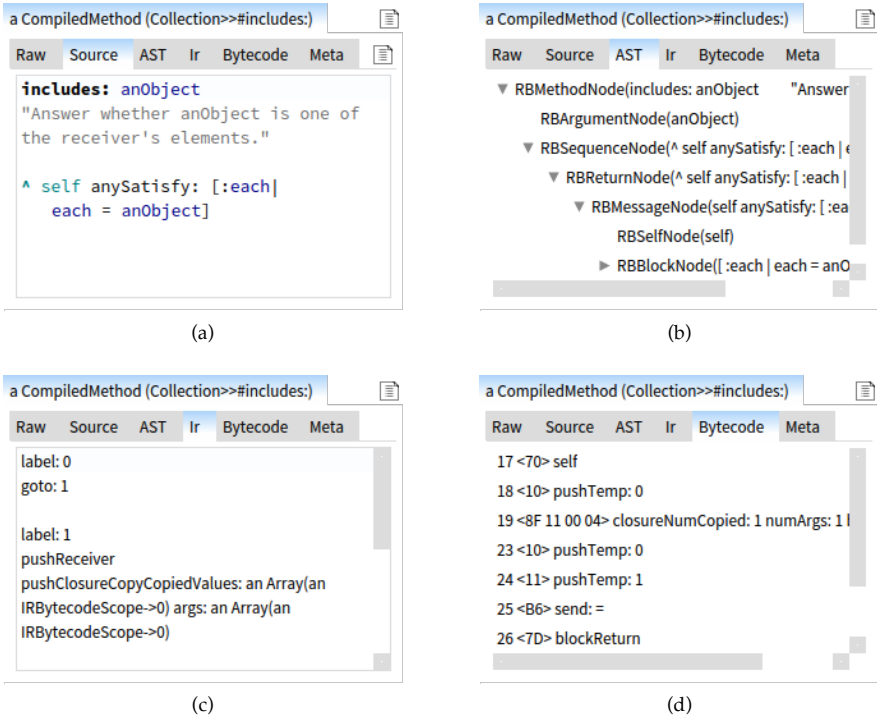 a CompiledMethod (Collection>>#includes:)
Raw Source AST Ir Bytecode Meta
includes: anObject
"Answer whether anObject is one of
the receiver's elements."
^ self anySatisfy: [:each|
each = anObject]
(a)
a CompiledMethod (Collection>>#includes:)
Raw Source AST Ir Bytecode Meta
RBMethodNode(includes: anObject "Answer
RBArgumentNode(anObject)
RBSequenceNode(^ self anySatisfy: [ :each | e
RBReturnNode(^ self anySatisfy: [ :each |
RBMessageNode(self anySatisfy: [ :ea
RBSelfNode(self)
RBBlockNode([ :each | each = anO
(b)
a CompiledMethod (Collection>>#includes:)
Raw Source AST Ir Bytecode Meta
label: 0
goto: 1
label: 1
pushReceiver
pushClosureCopyCopiedValues: an Array(an
IRBytecodeScope->0) args: an Array(an
IRBytecodeScope->0)
(c)
a CompiledMethod (Collection>>#includes:)
Raw Source AST Ir Bytecode Meta
17 <70> self
18 <10> pushTemp: 0
19 <8F 11 00 04> closureNumCopied: 1 numArgs: 1
23 <10> pushTemp: 0
24 <11> pushTemp: 1
25 <B6> send: =
26 <7D> blockReturn
(d)